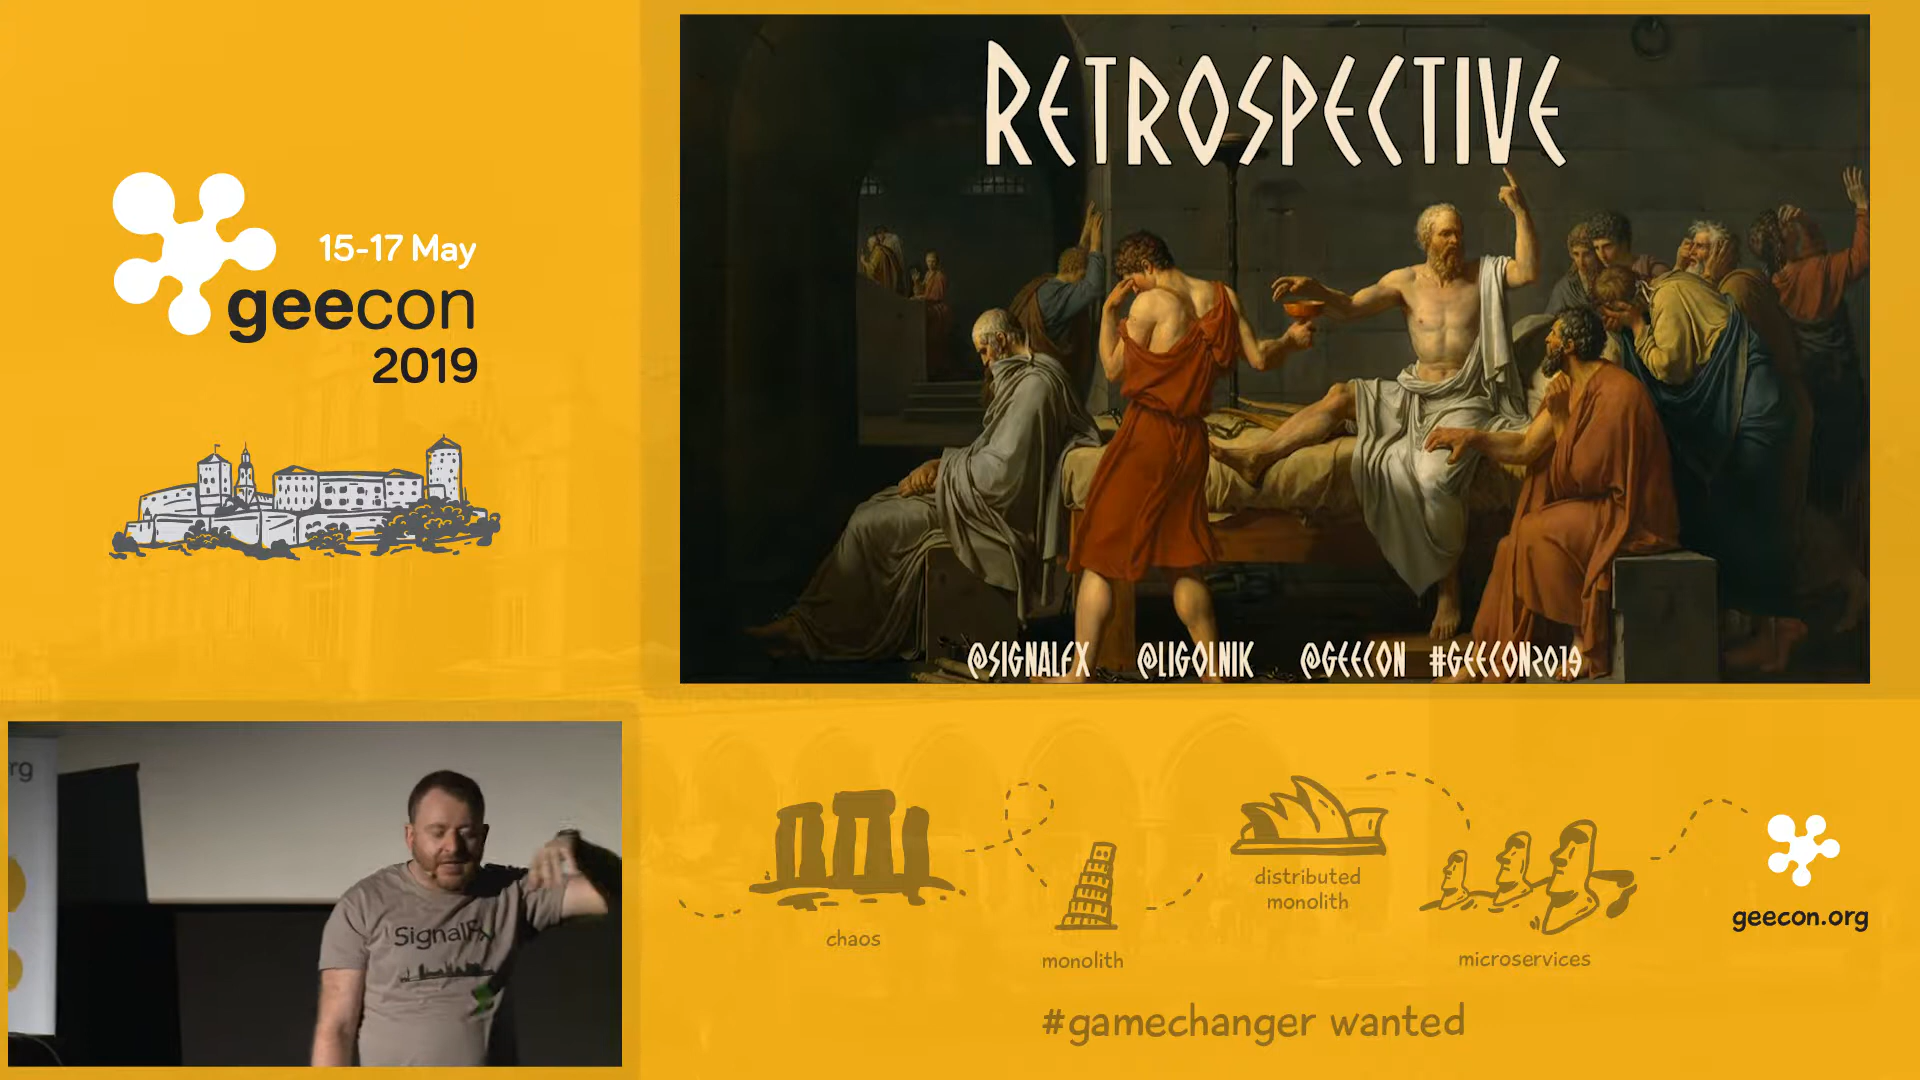 15-17 May
geecon
2019
RETROSPECTIVE
@SIGNALFX @LIGOLNIK @GEECON #GEECON2019
rg
SignalFx
chaos
monolith
distributed
monolith
microservices
geecon.org
#gamechanger wanted